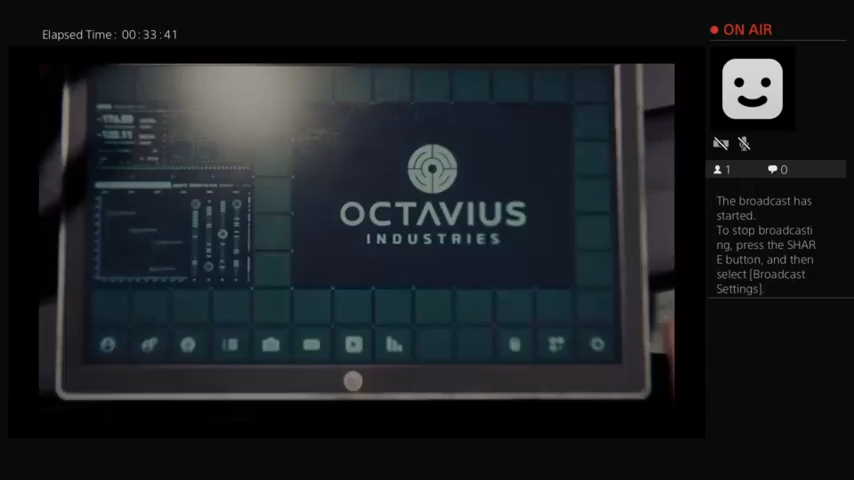 Elapsed Time: 00:33:41
ON AIR
1
0
The broadcast has
started.
To stop broadcasti
ng, press the SHAR
E button, and then
select [Broadcast
Settings].
OCTAVIUS
INDUSTRIES